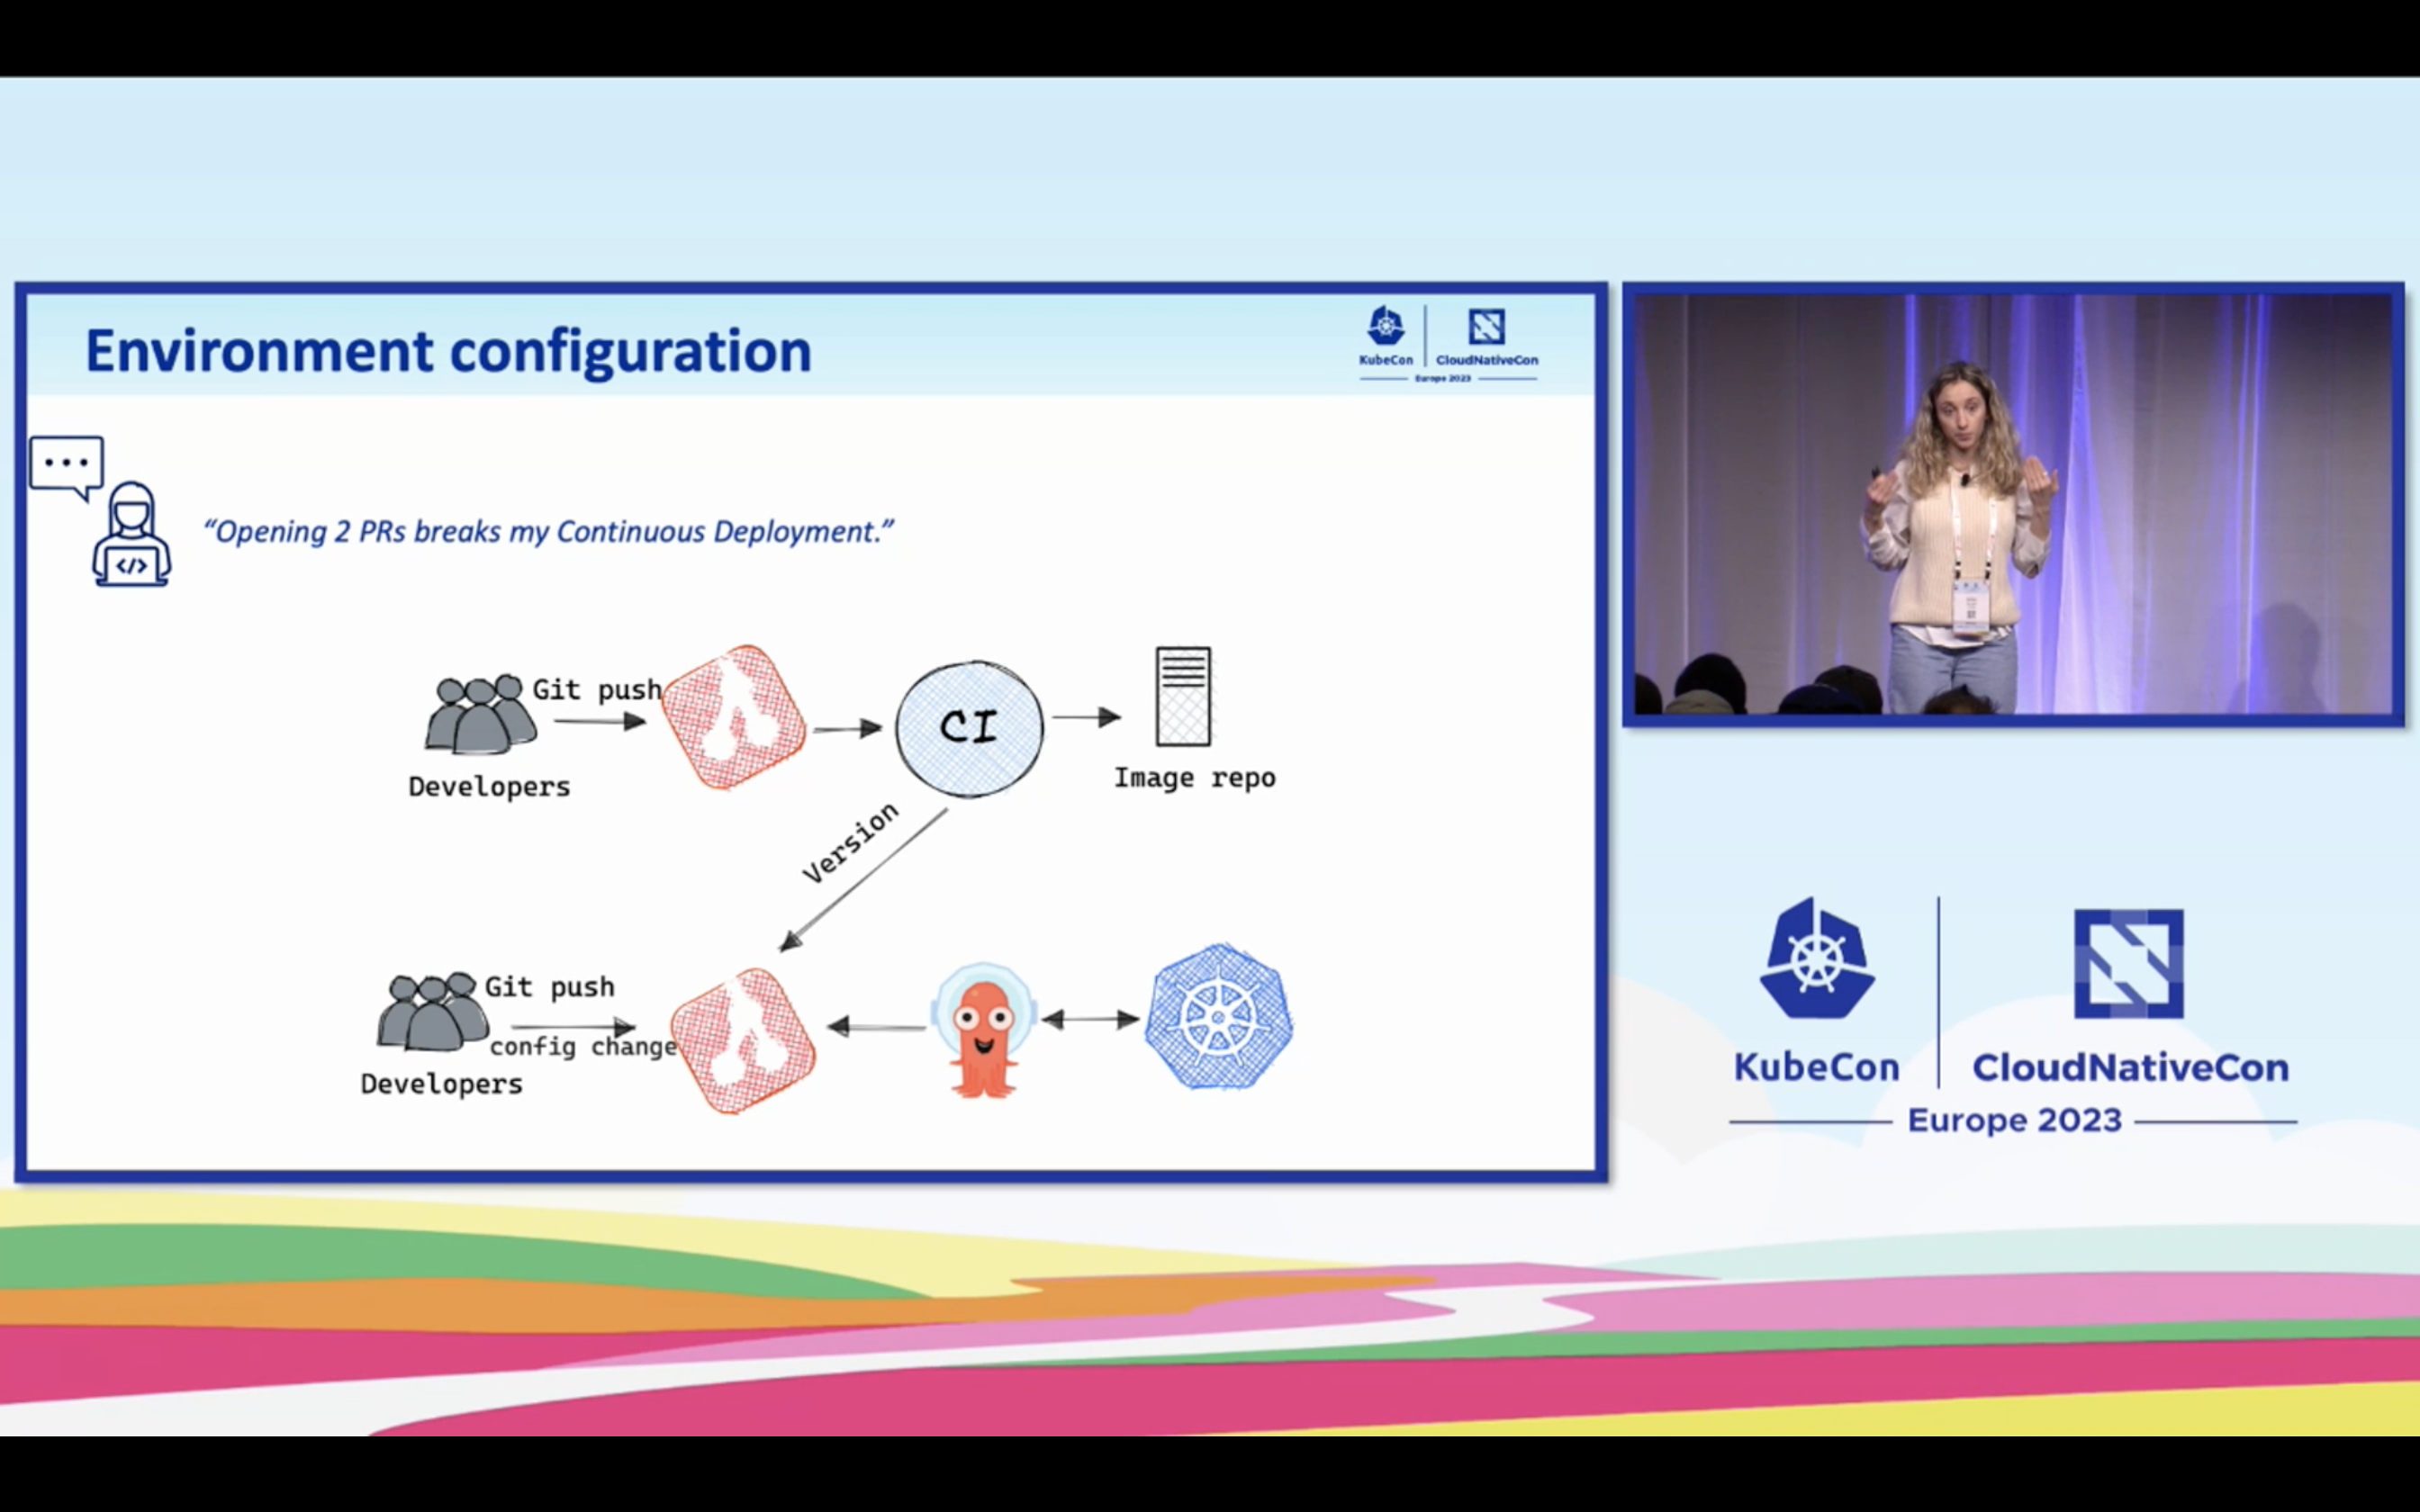 Environment configuration
KubeCon
CloudNativeCon
Europe 2023
“Opening 2 PRs breaks my Continuous Deployment.”
</>
Git push
Developers
CI
Image repo
Version
Git push
config change
Developers
KubeCon
CloudNativeCon
Europe 2023